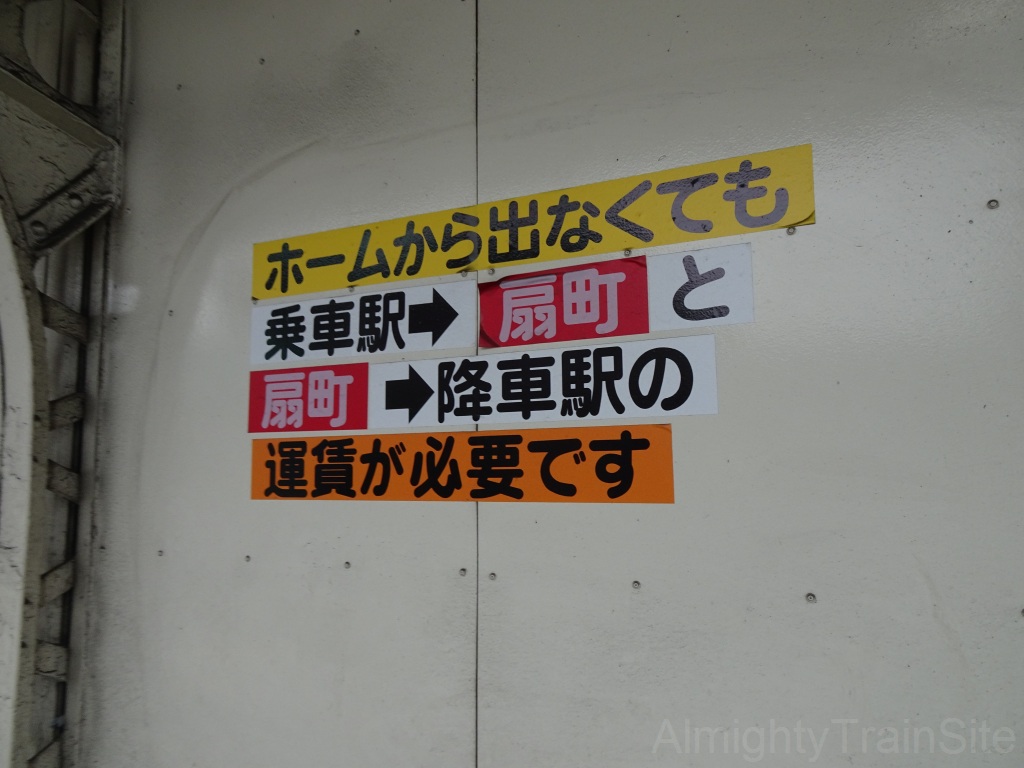 ホームから出なくても
乗車駅➡扇町と
扇町➡降車駅の
運賃が必要です
AlmightyTrainSite